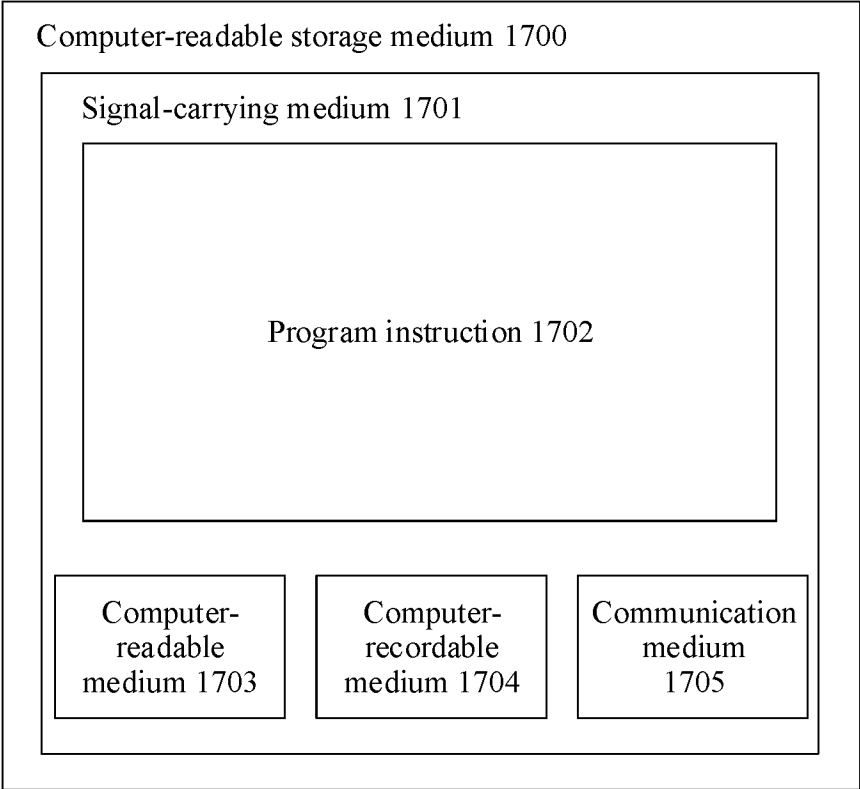 Computer-readable storage medium 1700
Signal-carrying medium 1701
Program instruction 1702
Computer-
readable
medium 1703
Computer-
recordable
medium 1704
Communication
medium
1705